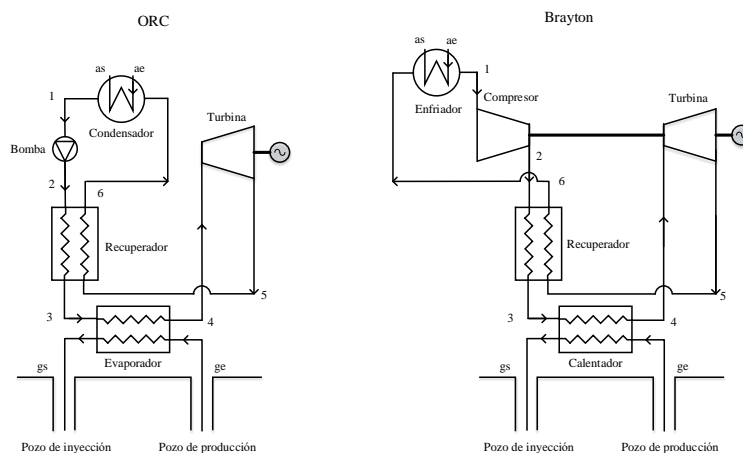 ORC
as ae
1
Condensador
Turbina
Bomba
2
6
Recuperador
5
3
4
Evaporador
gs
ge
Pozo de inyección
Pozo de producción
Brayton
as ae
1
Enfriador
Compresor
Turbina
2
6
Recuperador
5
3
4
Calentador
gs
ge
Pozo de inyección
Pozo de producción